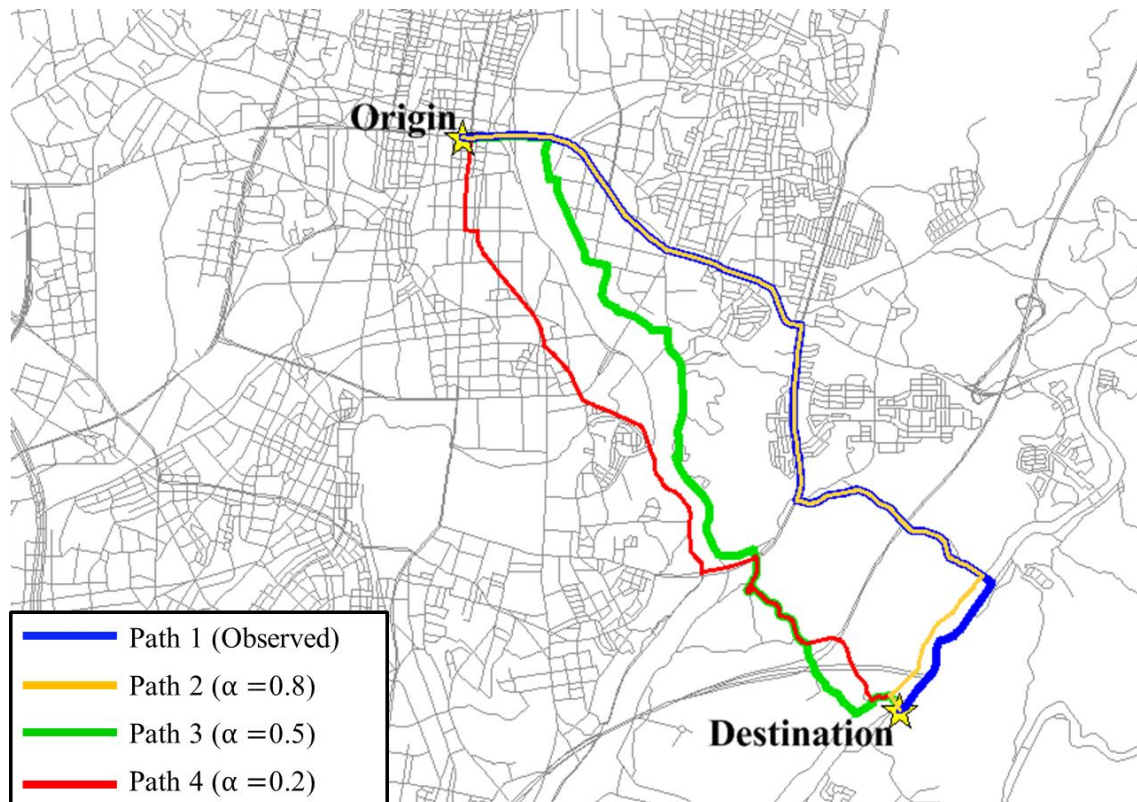 Origin
Destination
Path 1 (Observed)
Path 2 (α =0.8)
Path 3 (α =0.5)
Path 4 (α =0.2)